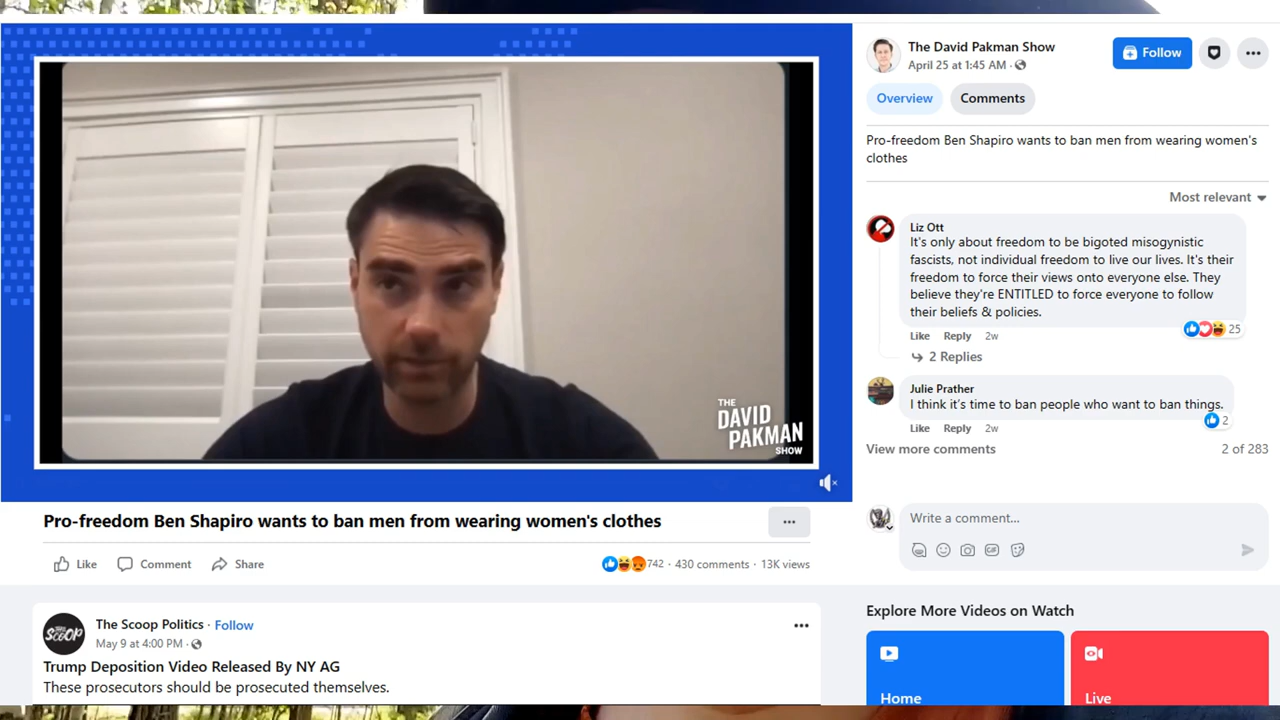 THE
DAVID
PAKMAN
SHOW
Pro-freedom Ben Shapiro wants to ban men from wearing women's clothes
Like
Comment
Share
742 · 430 comments · 13K views
THE
SCOOP
The Scoop Politics · Follow
May 9 at 4:00 PM ·
Trump Deposition Video Released By NY AG
These prosecutors should be prosecuted themselves.
The David Pakman Show
April 25 at 1:45 AM ·
Follow
Overview
Comments
Pro-freedom Ben Shapiro wants to ban men from wearing women's
clothes
Most relevant
Liz Ott
It's only about freedom to be bigoted misogynistic
fascists, not individual freedom to live our lives. It's their
freedom to force their views onto everyone else. They
believe they're ENTITLED to force everyone to follow
their beliefs & policies.
25
Like Reply 2w
2 Replies
Julie Prather
I think it's time to ban people who want to ban things.
2
Like Reply 2w
View more comments
2 of 283
Write a comment...
GIF
Explore More Videos on Watch
Home
Live